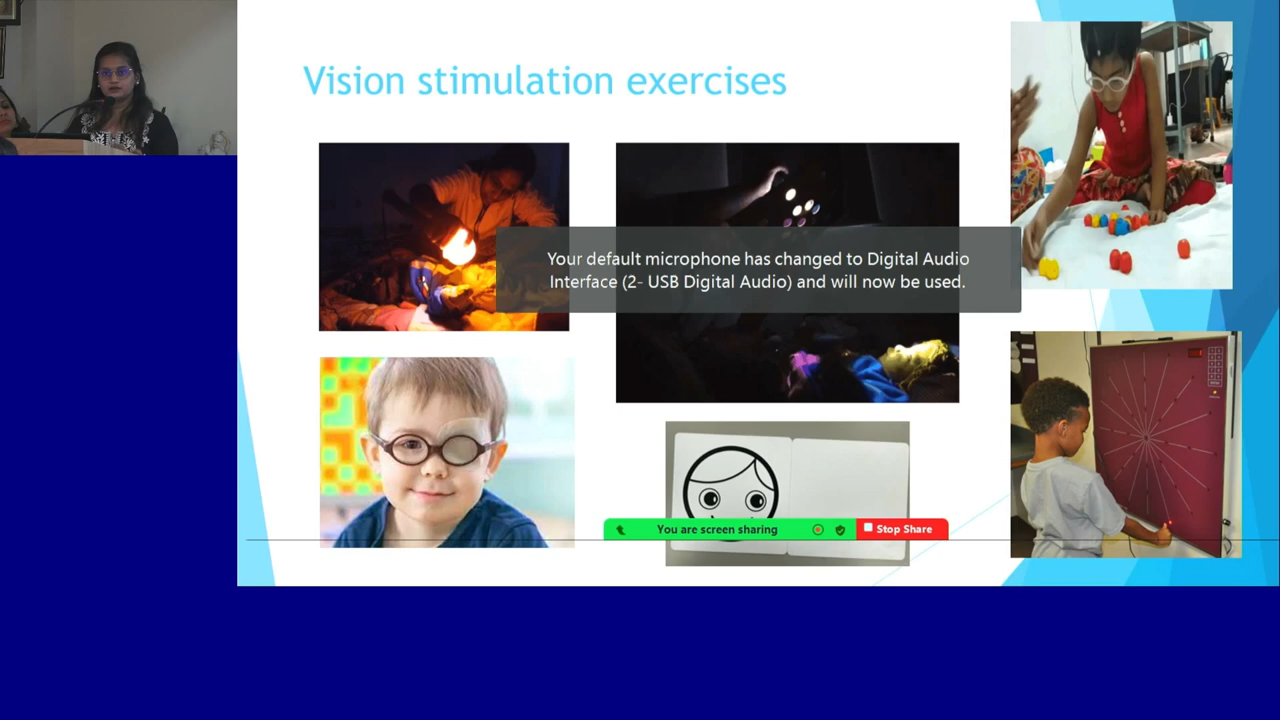 Vision stimulation exercises
Your default microphone has changed to Digital Audio
Interface (2- USB Digital Audio) and will now be used.
You are screen sharing
Stop Share